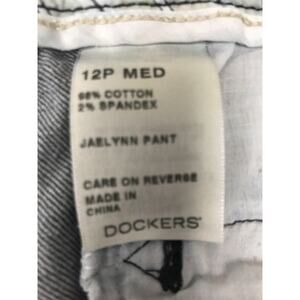 12P MED
98% COTTON
2% SPANDEX
JAELYNN PANT
CARE ON REVERSE
MADE IN
CHINA
DOCKERS®